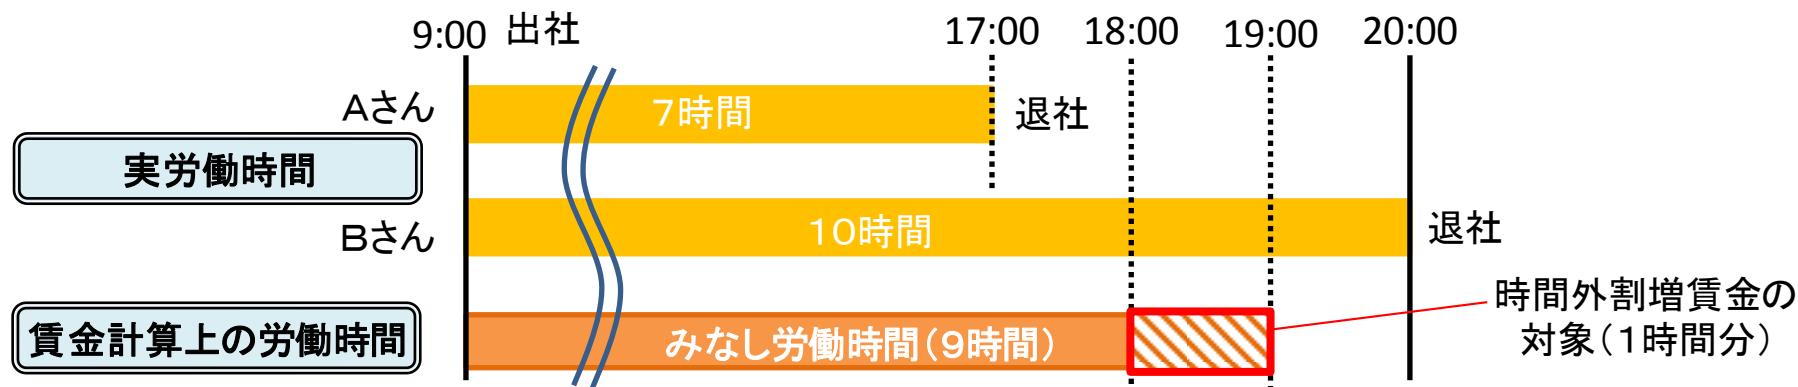 9:00 出社 17:00 18:00 19:00 20:00
Aさん 7時間 退社
実労働時間
Bさん 10時間 退社
賃金計算上の労働時間 みなし労働時間(9時間)
時間外割増賃金の
対象(1時間分)